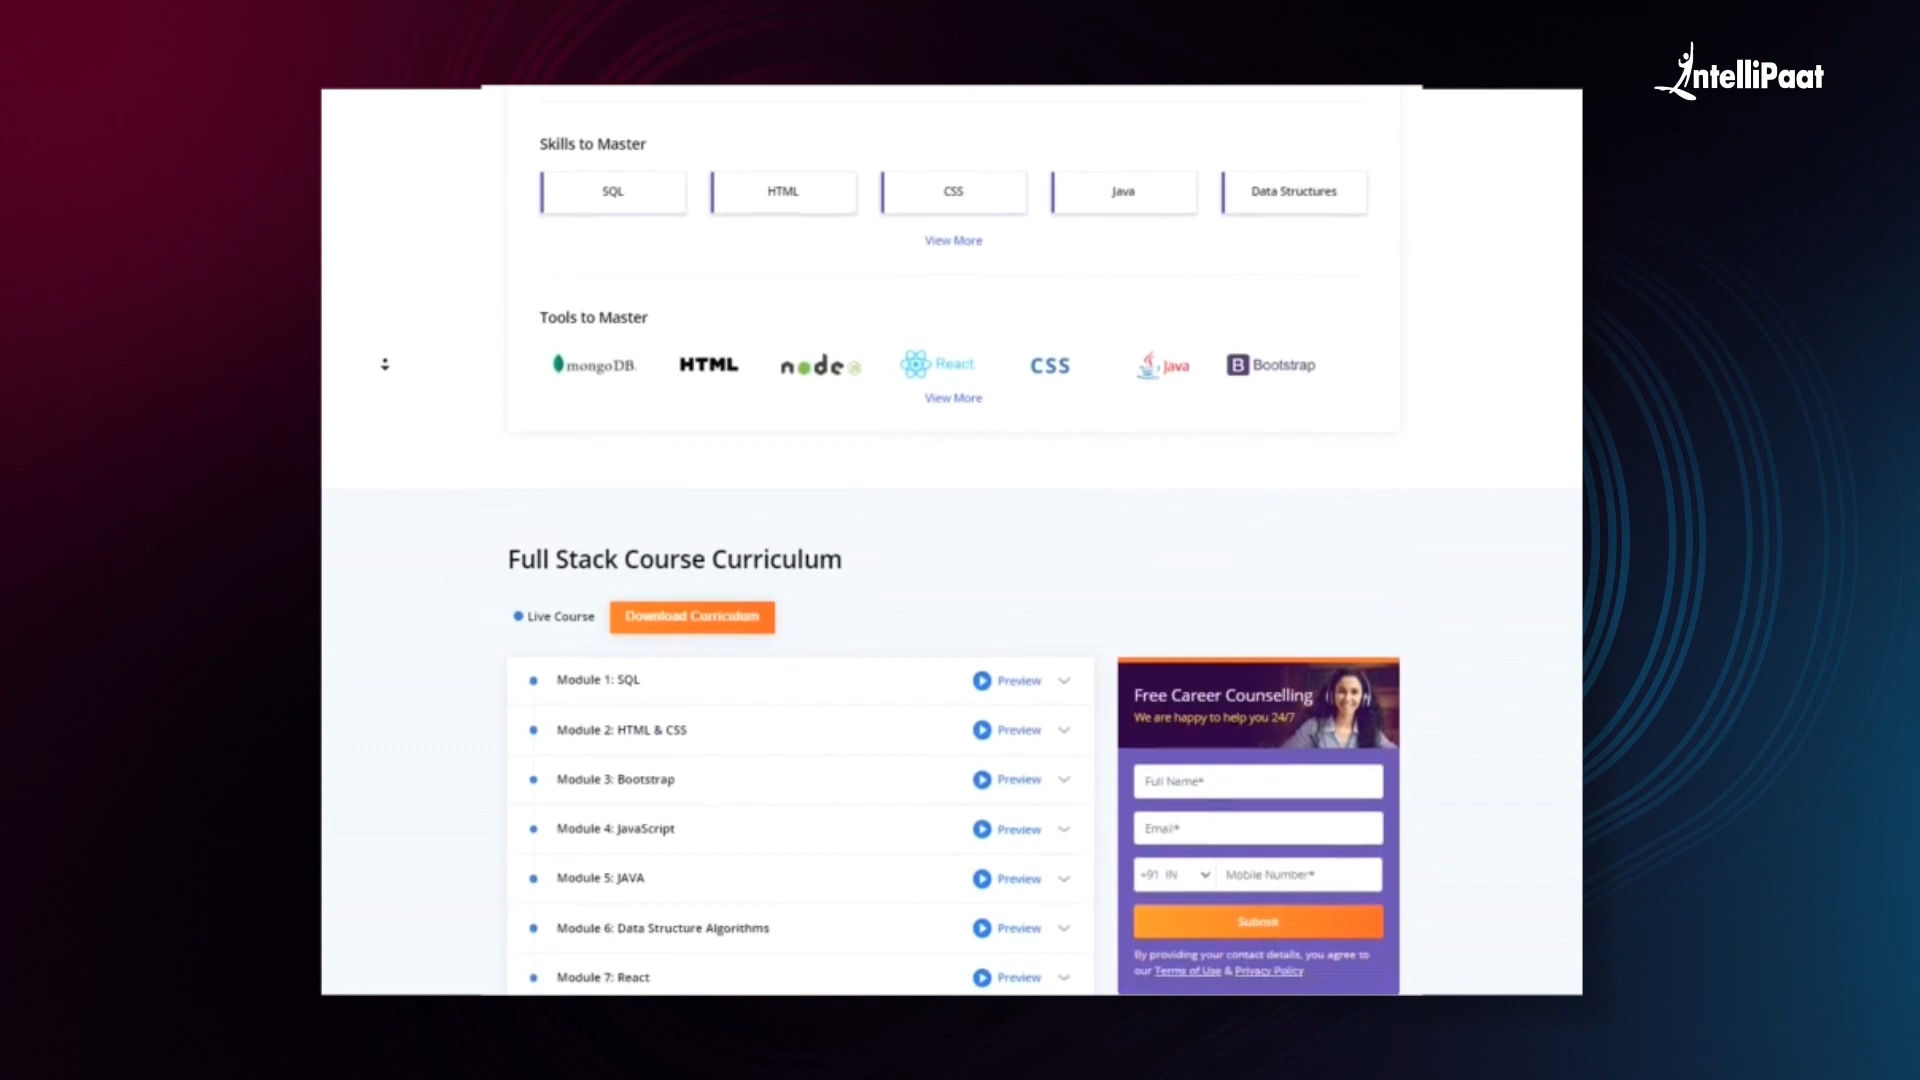 IntelliPaat
Skills to Master
SQL
HTML
CSS
Java
Data Structures
View More
Tools to Master
mongoDB.
HTML
node JS
React
CSS
Java
B Bootstrap
View More
Full Stack Course Curriculum
Live Course
Download Curriculum
Module 1: SQL Preview
Module 2: HTML & CSS Preview
Module 3: Bootstrap Preview
Module 4: JavaScript Preview
Module 5: JAVA Preview
Module 6: Data Structure Algorithms Preview
Module 7: React Preview
Free Career Counselling
We are happy to help you 24/7
Full Name*
Email*
+91 IN Mobile Number*
Submit
By providing your contact details, you agree to
our Terms of Use & Privacy Policy